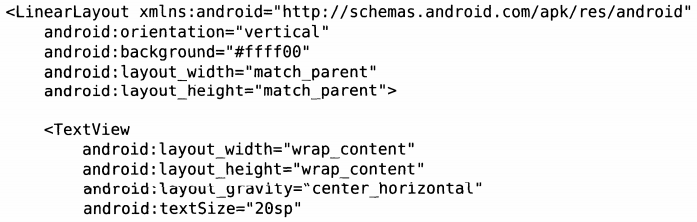 <LinearLayout xmlns:android="http://schemas.android.com/apk/res/android"
    android:orientation="vertical"
    android:background="#ffff00"
    android:layout_width="match_parent"
    android:layout_height="match_parent">

    <TextView
        android:layout_width="wrap_content"
        android:layout_height="wrap_content"
        android:layout_gravity="center_horizontal"
        android:textSize="20sp"